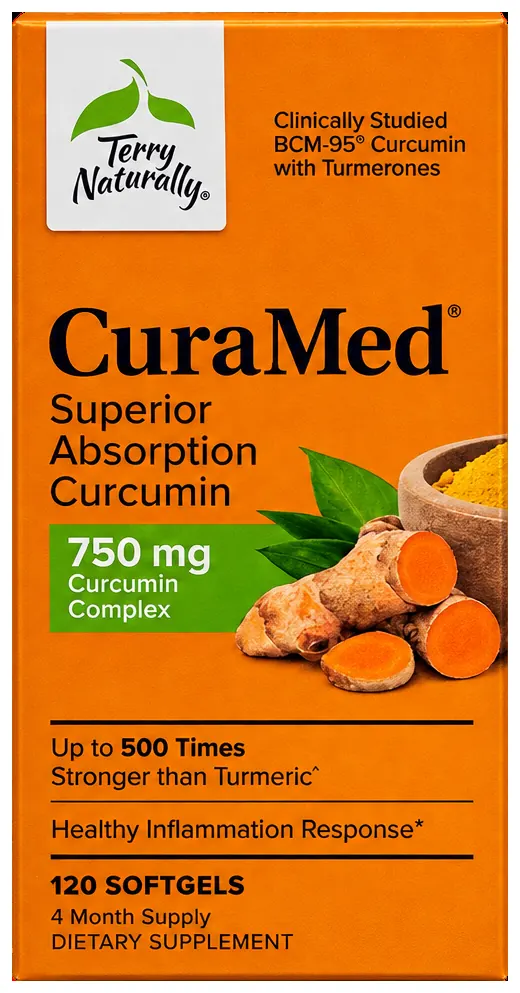 Terry
Naturally®
Clinically Studied
BCM-95® Curcumin
with Turmerones
CuraMed®
Superior
Absorption
Curcumin
750 mg
Curcumin
Complex
Up to 500 Times
Stronger than Turmeric^
Healthy Inflammation Response*
120 SOFTGELS
4 Month Supply
DIETARY SUPPLEMENT